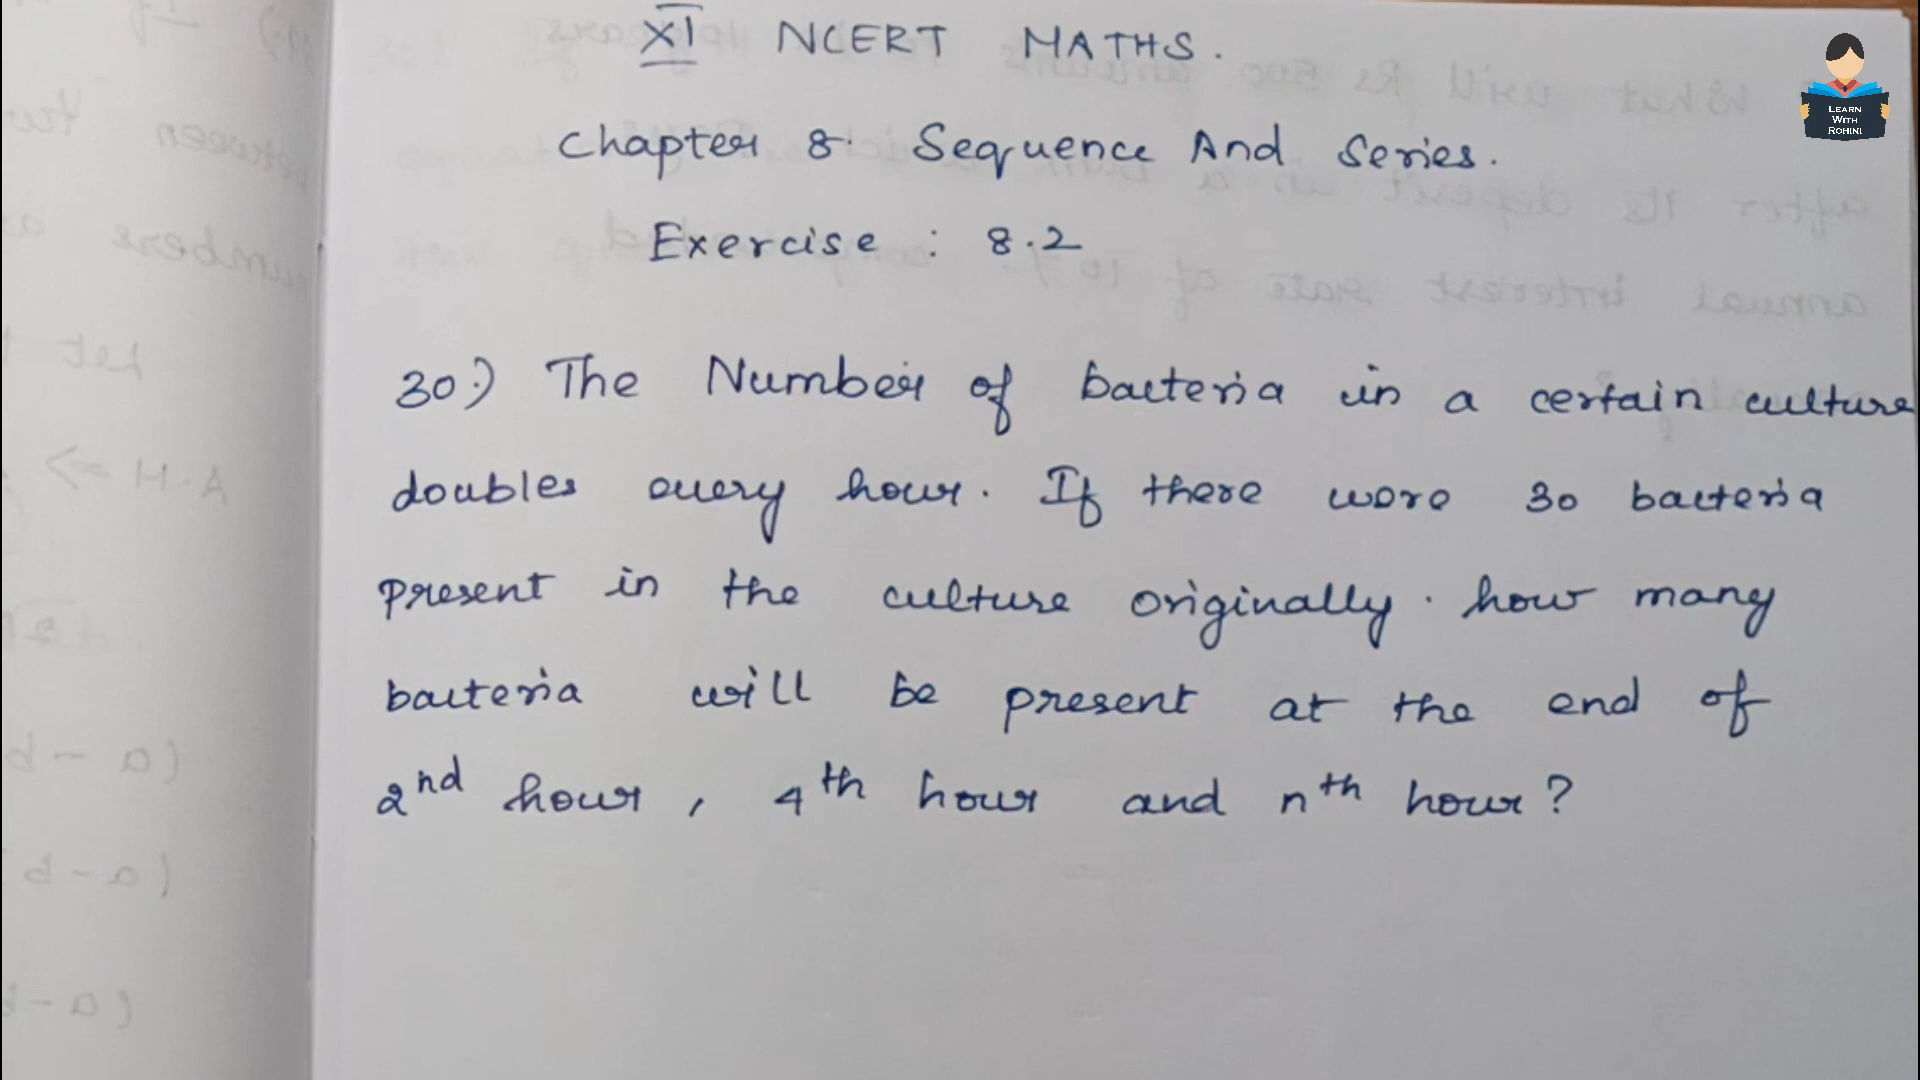 XI NCERT MATHS.
Chapter 8. Sequence And Series.
Exercise : 8.2
30.) The Number of bacteria in a certain culture
doubles every hour. If there were 30 bacteria
present in the culture originally. how many
bacteria will be present at the end of
2nd hour, 4th hour and nth hour?
LEARN
WITH
ROHINI